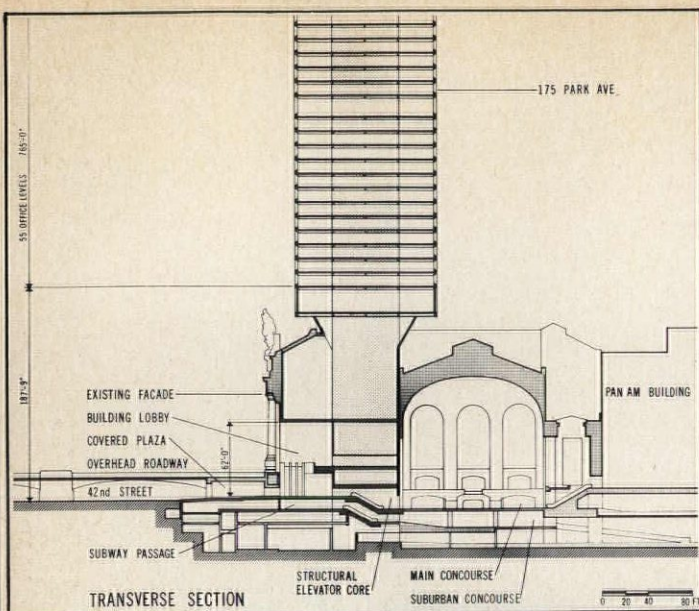 175 PARK AVE.
55 OFFICE LEVELS 765'-0"
187'-9"
EXISTING FACADE
BUILDING LOBBY
COVERED PLAZA
OVERHEAD ROADWAY
42nd STREET
62'-0"
PAN AM BUILDING
SUBWAY PASSAGE
STRUCTURAL
ELEVATOR CORE
MAIN CONCOURSE
SUBURBAN CONCOURSE
TRANSVERSE SECTION
0 20 40 80